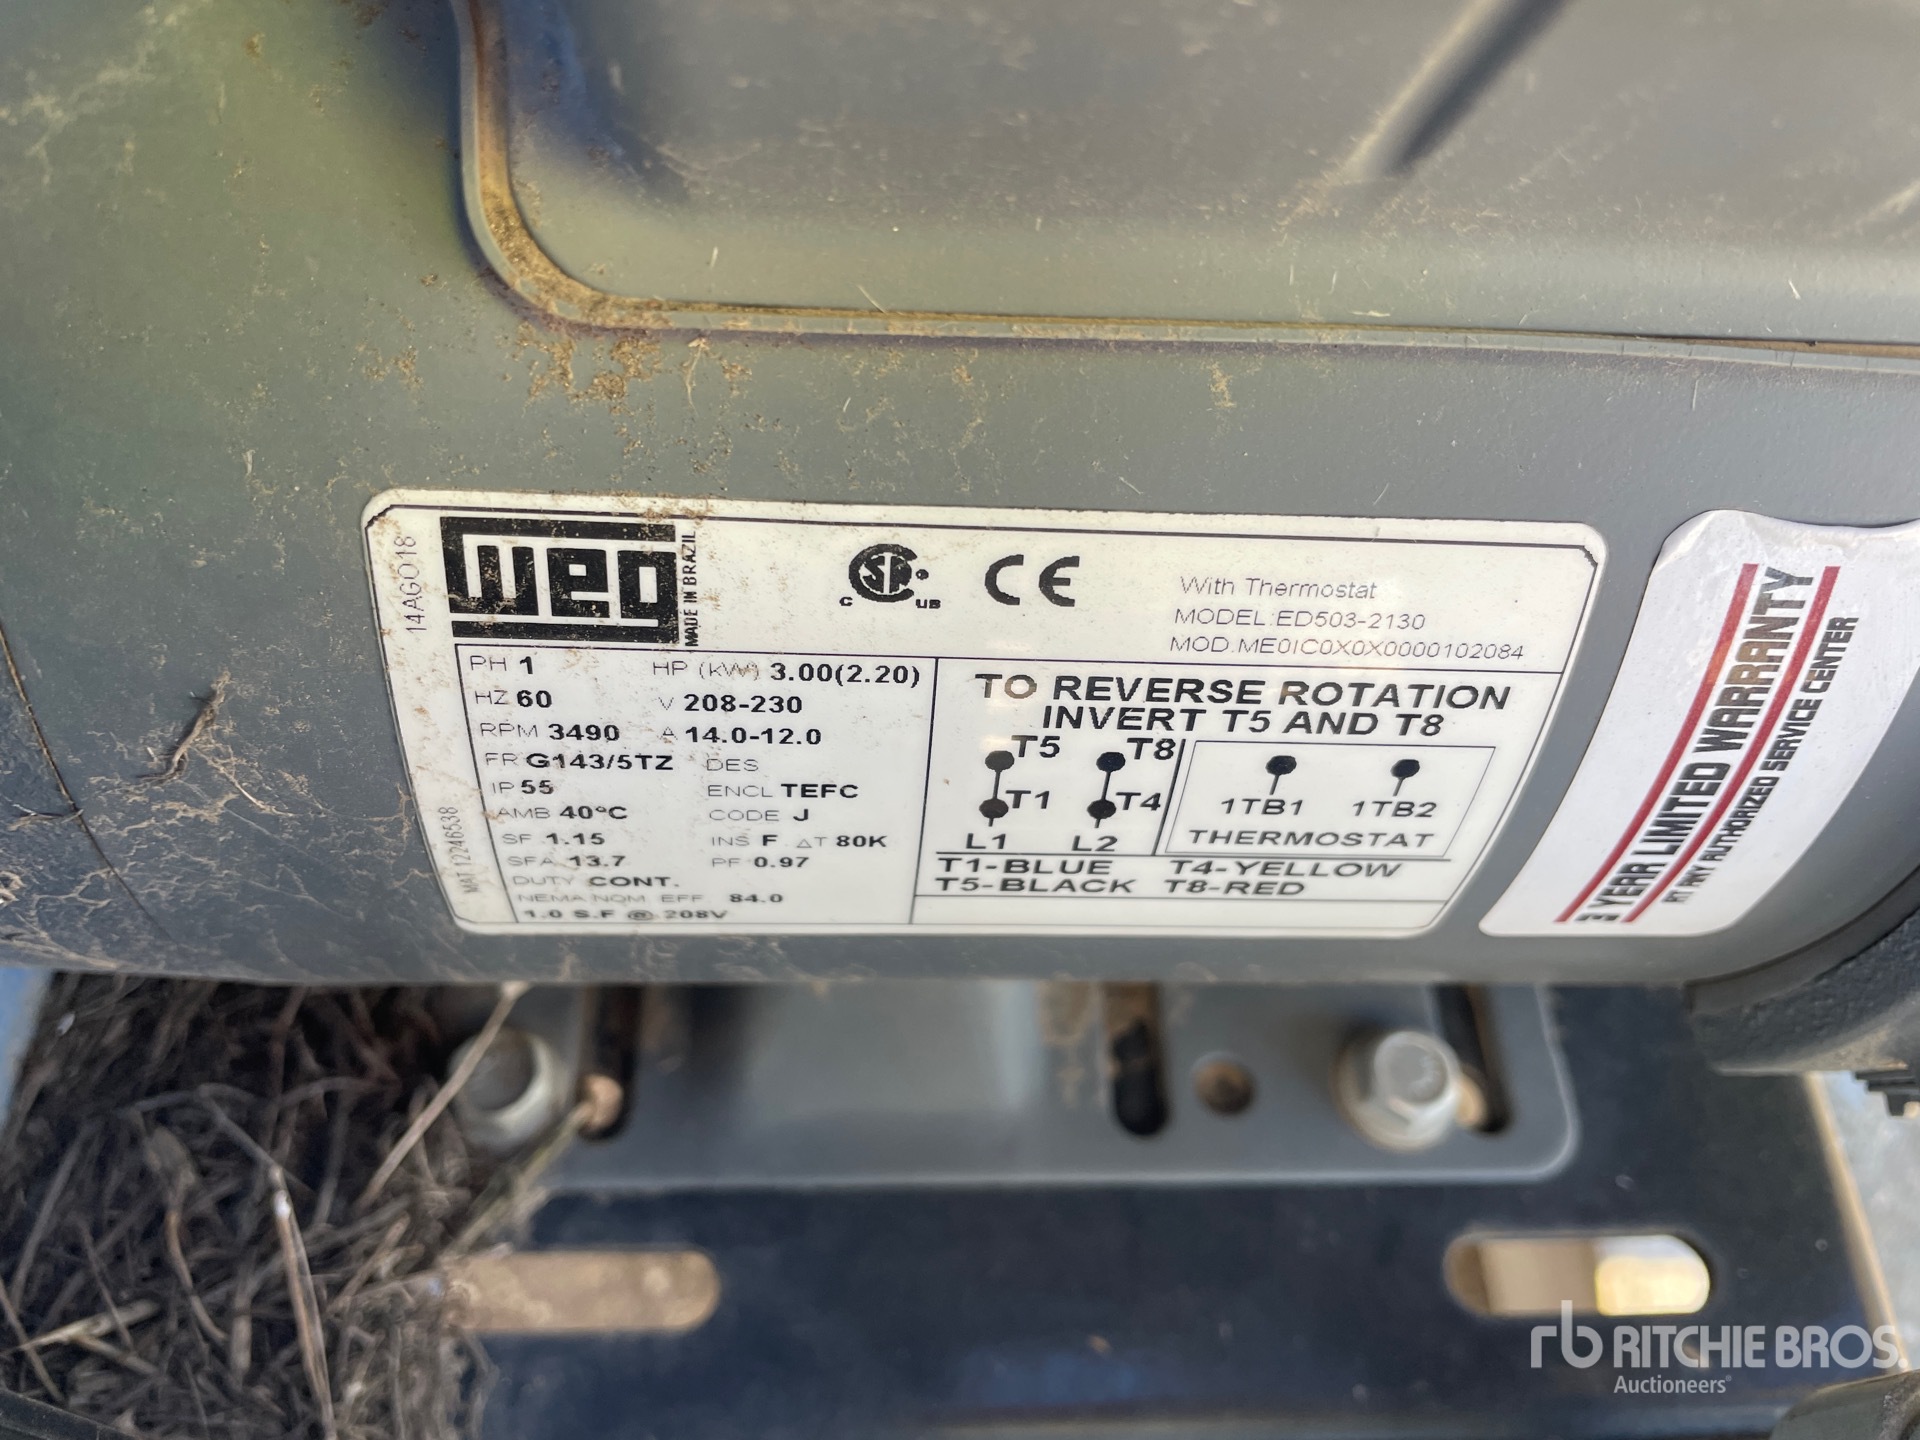 14AGO18
WEG
MADE IN BRAZIL
C SA US
CE
With Thermostat
MODEL:ED503-2130
MOD.ME0IC0X0X0000102084
PH 1 HP (kW) 3.00(2.20)
HZ 60 V 208-230
RPM 3490 A 14.0-12.0
FR G143/5TZ DES
IP 55 ENCL TEFC
AMB 40°C CODE J
SF 1.15 INS F ΔT 80K
SFA 13.7 PF 0.97
DUTY CONT.
NEMA NOM. EFF. 84.0
1.0 S.F @ 208V
MAT 12246538
TO REVERSE ROTATION
INVERT T5 AND T8
T5 T8
T1 T4
L1 L2
1TB1 1TB2
THERMOSTAT
T1-BLUE T4-YELLOW
T5-BLACK T8-RED
3 YEAR LIMITED WARRANTY
AT ANY AUTHORIZED SERVICE CENTER
rb RITCHIE BROS.
Auctioneers®